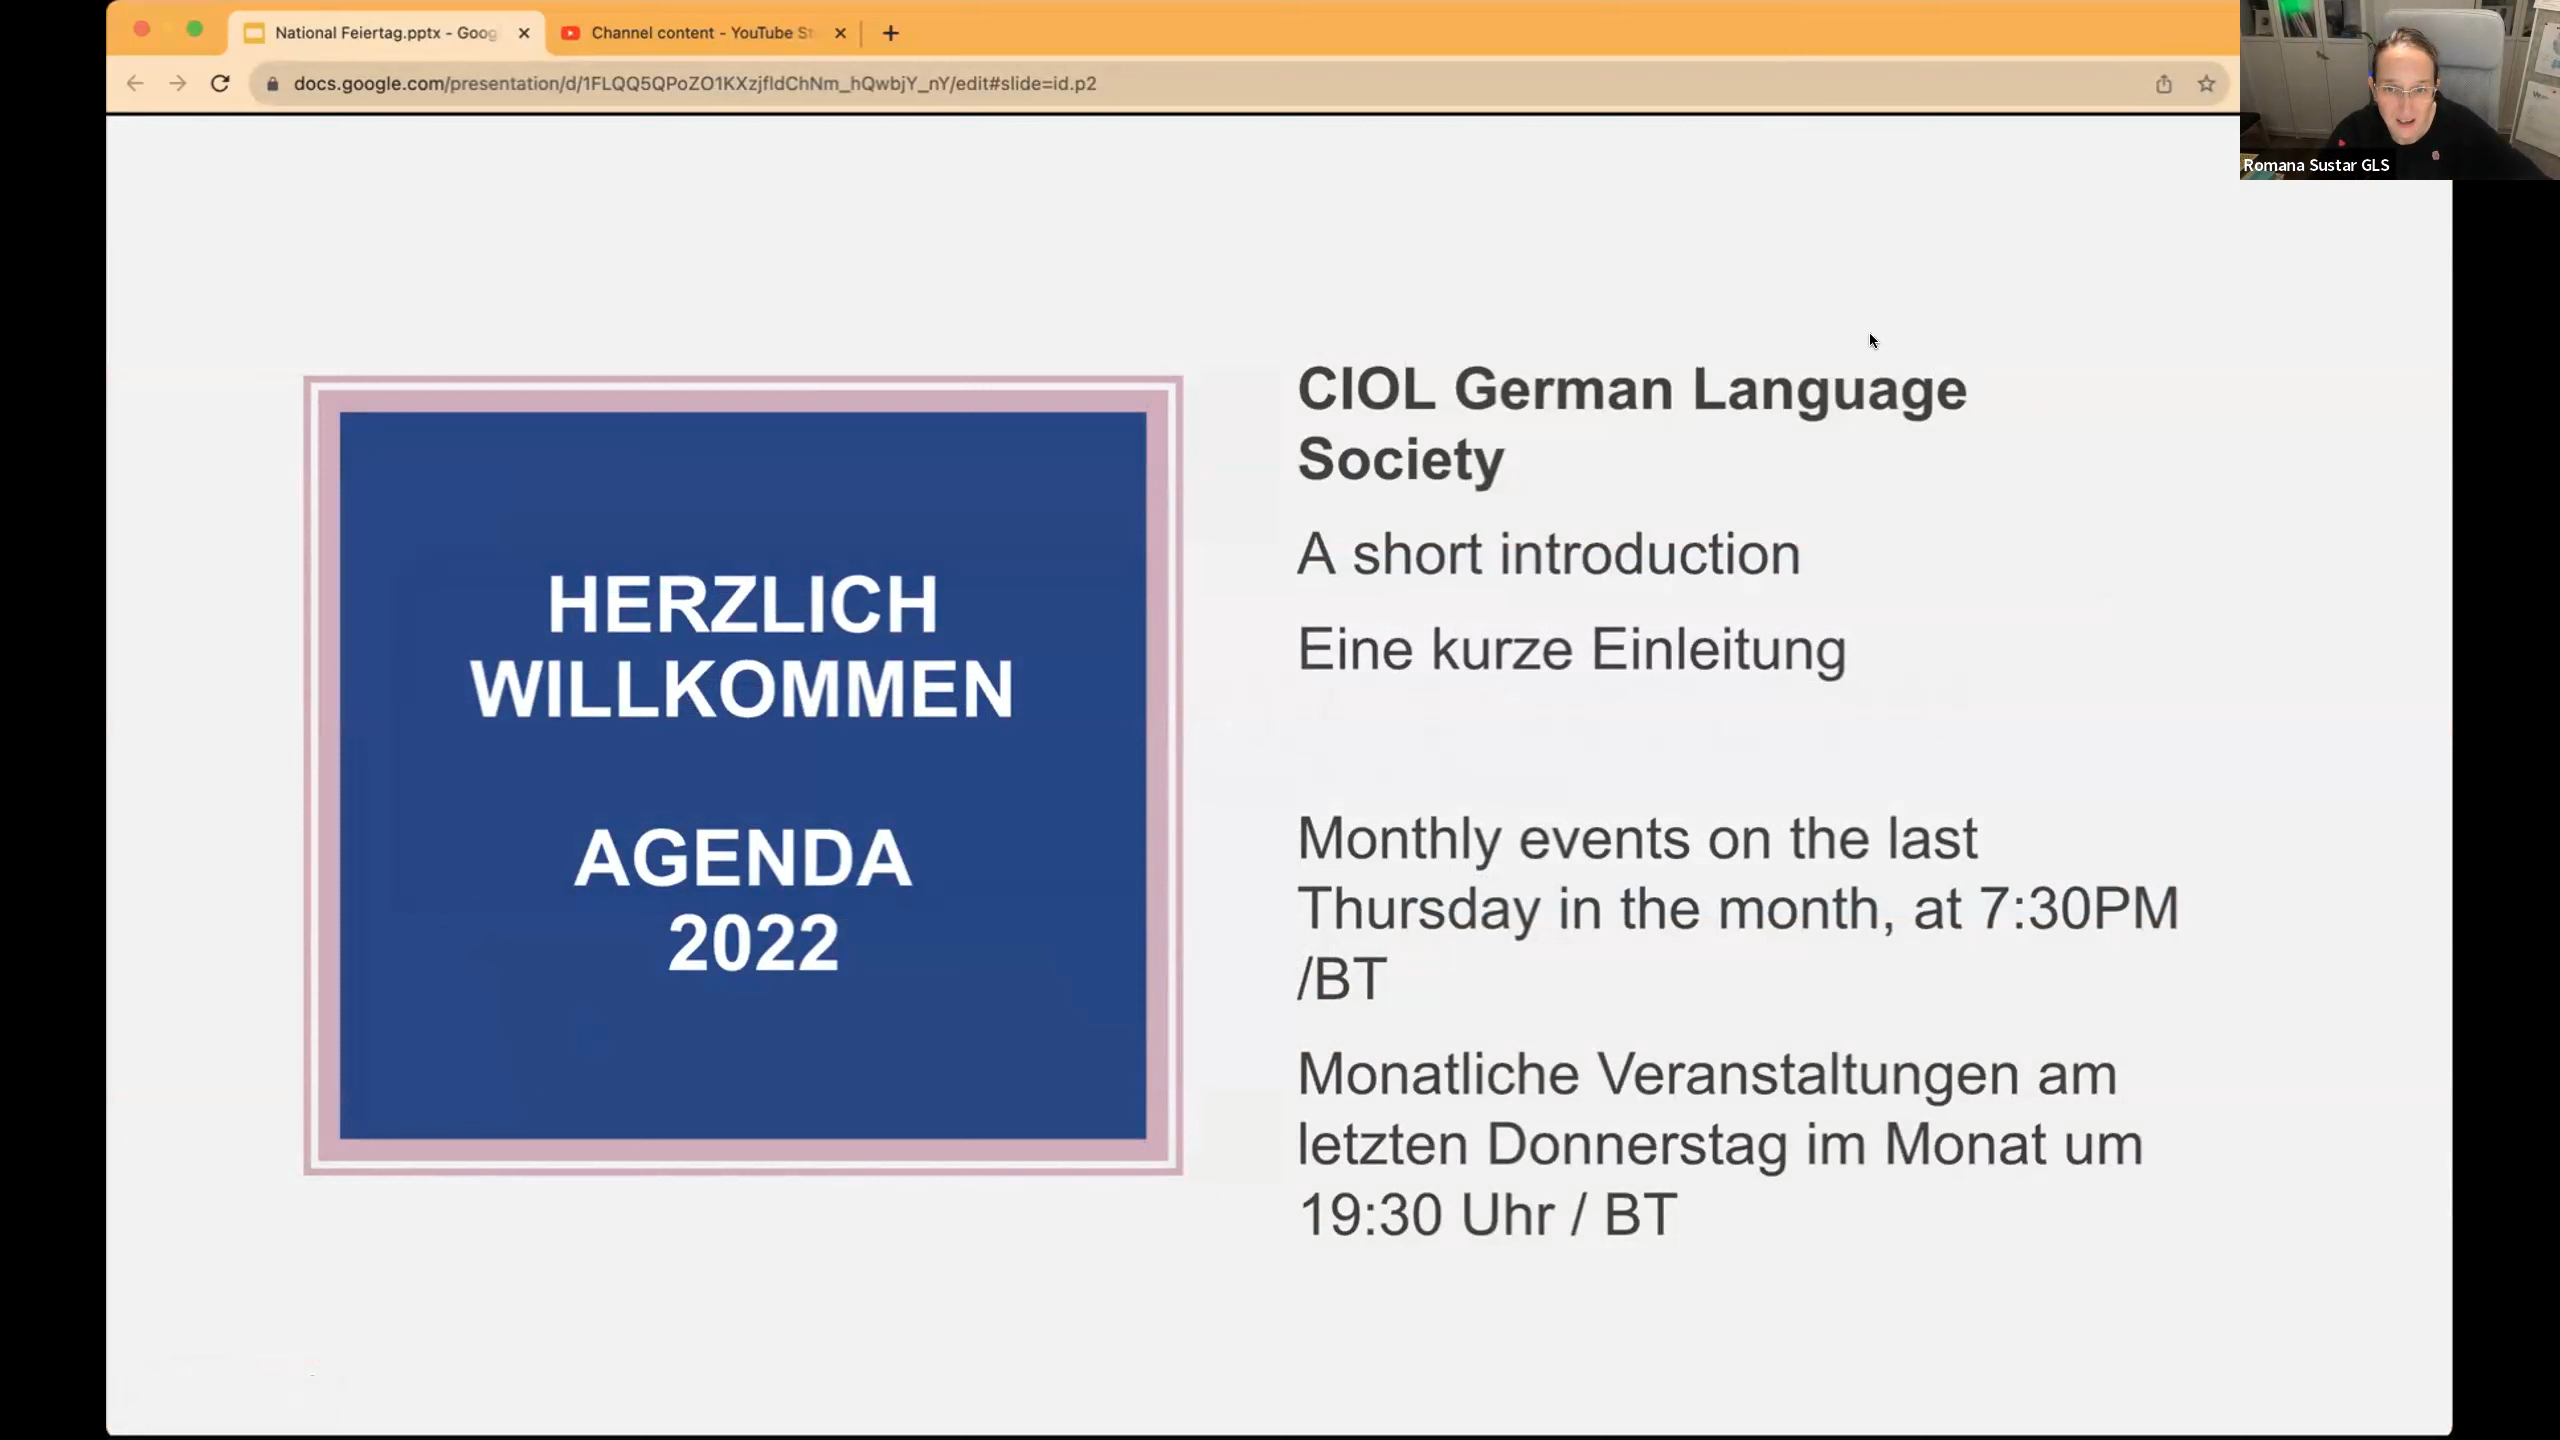 National Feiertag.pptx - Goog
Channel content - YouTube St
docs.google.com/presentation/d/1FLQQ5QPoZO1KXzjfldChNm_hQwbjY_nY/edit#slide=id.p2
Romana Sustar GLS
HERZLICH
WILLKOMMEN
AGENDA
2022
CIOL German Language
Society
A short introduction
Eine kurze Einleitung
Monthly events on the last
Thursday in the month, at 7:30PM
/BT
Monatliche Veranstaltungen am
letzten Donnerstag im Monat um
19:30 Uhr / BT